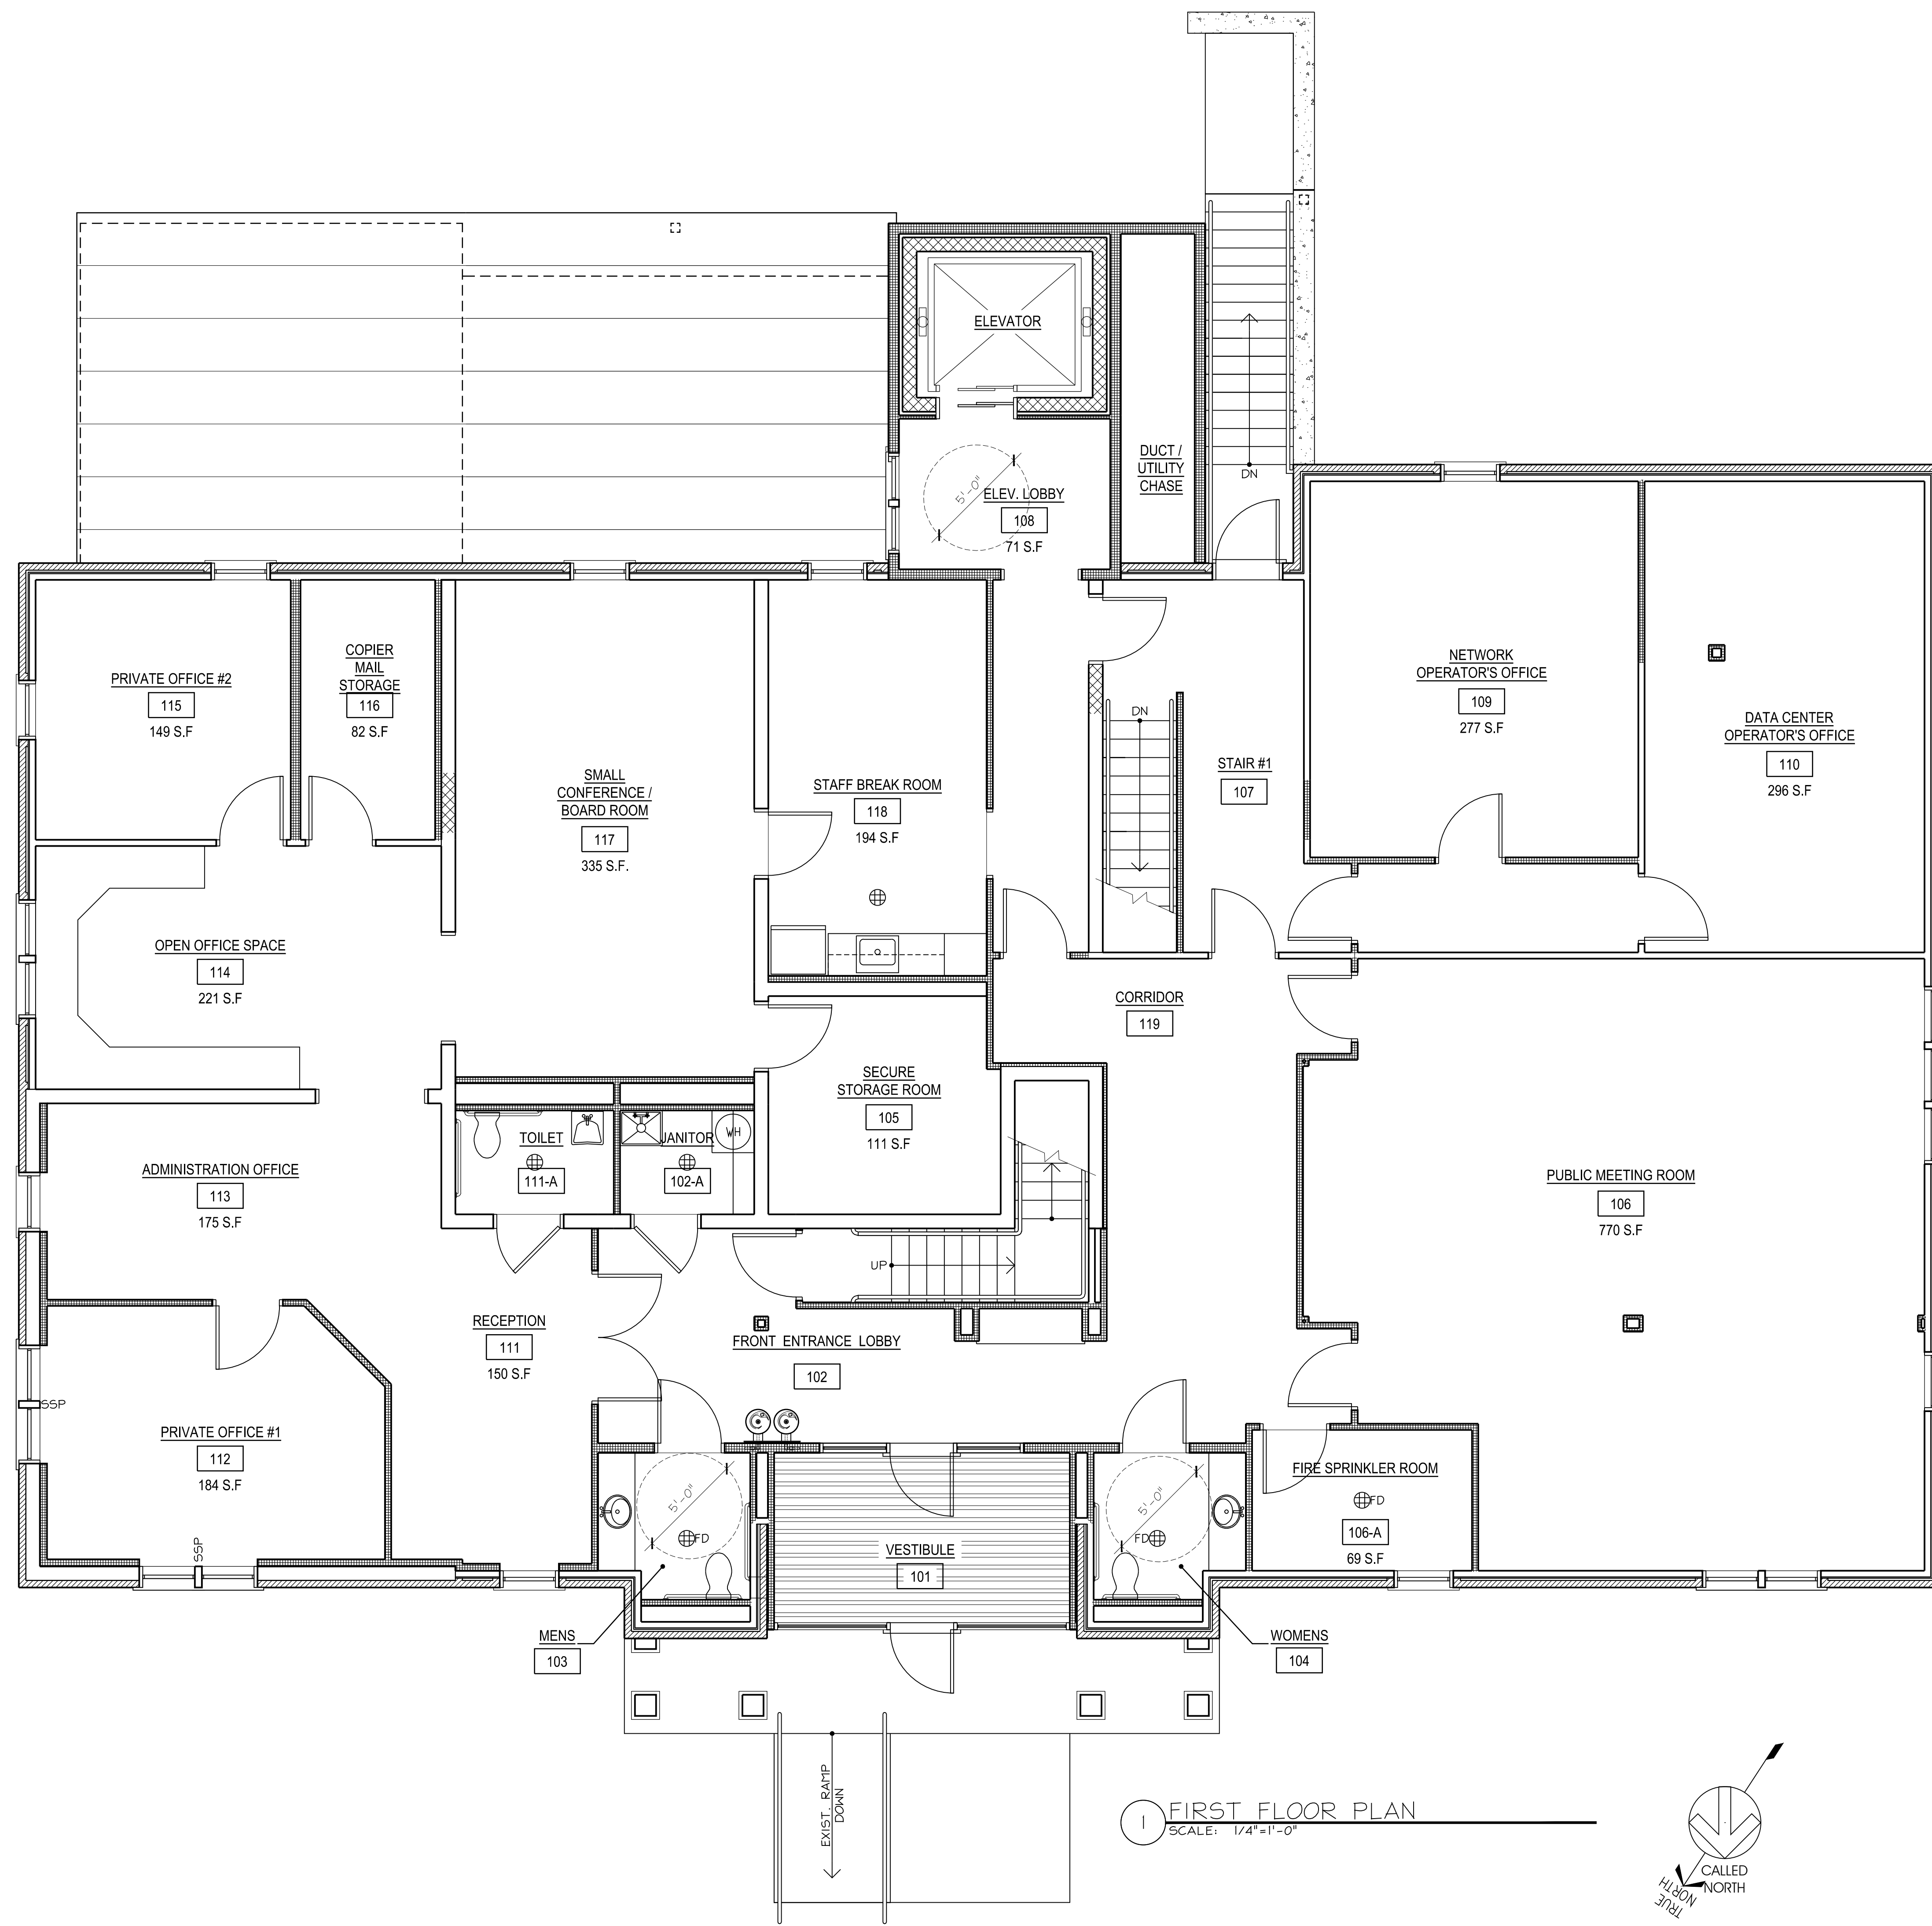 ELEVATOR
DUCT /
UTILITY
CHASE
DN
5'-0"
ELEV. LOBBY
108
71 S.F
PRIVATE OFFICE #2
115
149 S.F
COPIER
MAIL
STORAGE
116
82 S.F
SMALL
CONFERENCE /
BOARD ROOM
117
335 S.F.
STAFF BREAK ROOM
118
194 S.F
DN
STAIR #1
107
NETWORK
OPERATOR'S OFFICE
109
277 S.F
DATA CENTER
OPERATOR'S OFFICE
110
296 S.F
OPEN OFFICE SPACE
114
221 S.F
CORRIDOR
119
SECURE
STORAGE ROOM
105
111 S.F
TOILET
111-A
JANITOR
WH
102-A
ADMINISTRATION OFFICE
113
175 S.F
PUBLIC MEETING ROOM
106
770 S.F
UP
RECEPTION
111
150 S.F
FRONT ENTRANCE LOBBY
102
SSP
PRIVATE OFFICE #1
112
184 S.F
SSP
5'-0"
FD
VESTIBULE
101
5'-0"
FD
FIRE SPRINKLER ROOM
FD
106-A
69 S.F
MENS
103
WOMENS
104
EXIST. RAMP
DOWN
1
FIRST FLOOR PLAN
SCALE: 1/4"=1'-0"
CALLED
NORTH
TRUE
NORTH